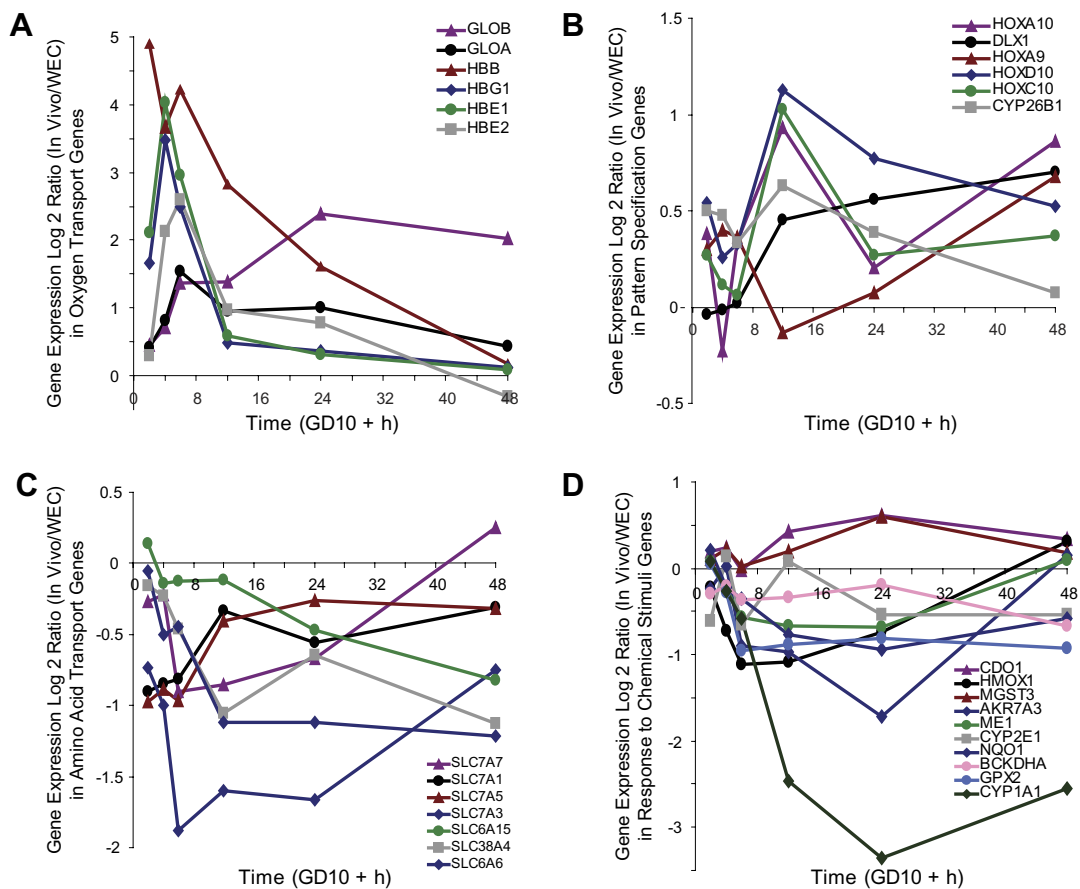 A
Gene Expression Log 2 Ratio (In Vivo/WEC)
in Oxygen Transport Genes
5
4
3
2
1
0
0 8 16 24 32 40 48
Time (GD10 + h)
GLOB
GLOA
HBB
HBG1
HBE1
HBE2
B
Gene Expression Log 2 Ratio (In Vivo/WEC)
in Pattern Specification Genes
1.5
1
0.5
0
-0.5
0 8 16 24 32 40 48
Time (GD10 + h)
HOXA10
DLX1
HOXA9
HOXD10
HOXC10
CYP26B1
C
Gene Expression Log 2 Ratio (In Vivo/WEC)
in Amino Acid Transport Genes
0.5
0
-0.5
-1
-1.5
-2
0 8 16 24 32 40 48
Time (GD10 + h)
SLC7A7
SLC7A1
SLC7A5
SLC7A3
SLC6A15
SLC38A4
SLC6A6
D
Gene Expression Log 2 Ratio (In Vivo/WEC)
in Response to Chemical Stimuli Genes
1
0
-1
-2
-3
0 8 16 24 32 40 48
Time (GD10 + h)
CDO1
HMOX1
MGST3
AKR7A3
ME1
CYP2E1
NQO1
BCKDHA
GPX2
CYP1A1